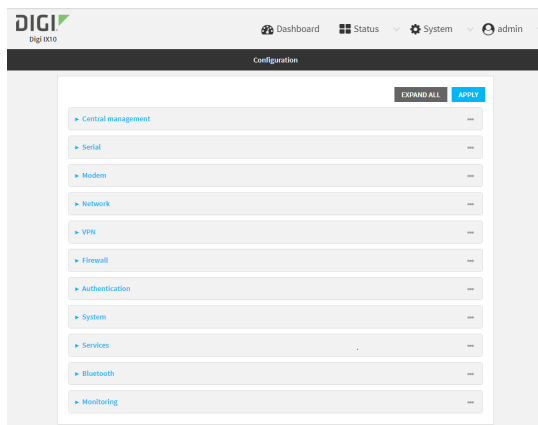 DIGI
Digi IX10
Dashboard Status System admin
Configuration
EXPAND ALL APPLY
Central management
Serial
Modem
Network
VPN
Firewall
Authentication
System
Services
Bluetooth
Monitoring